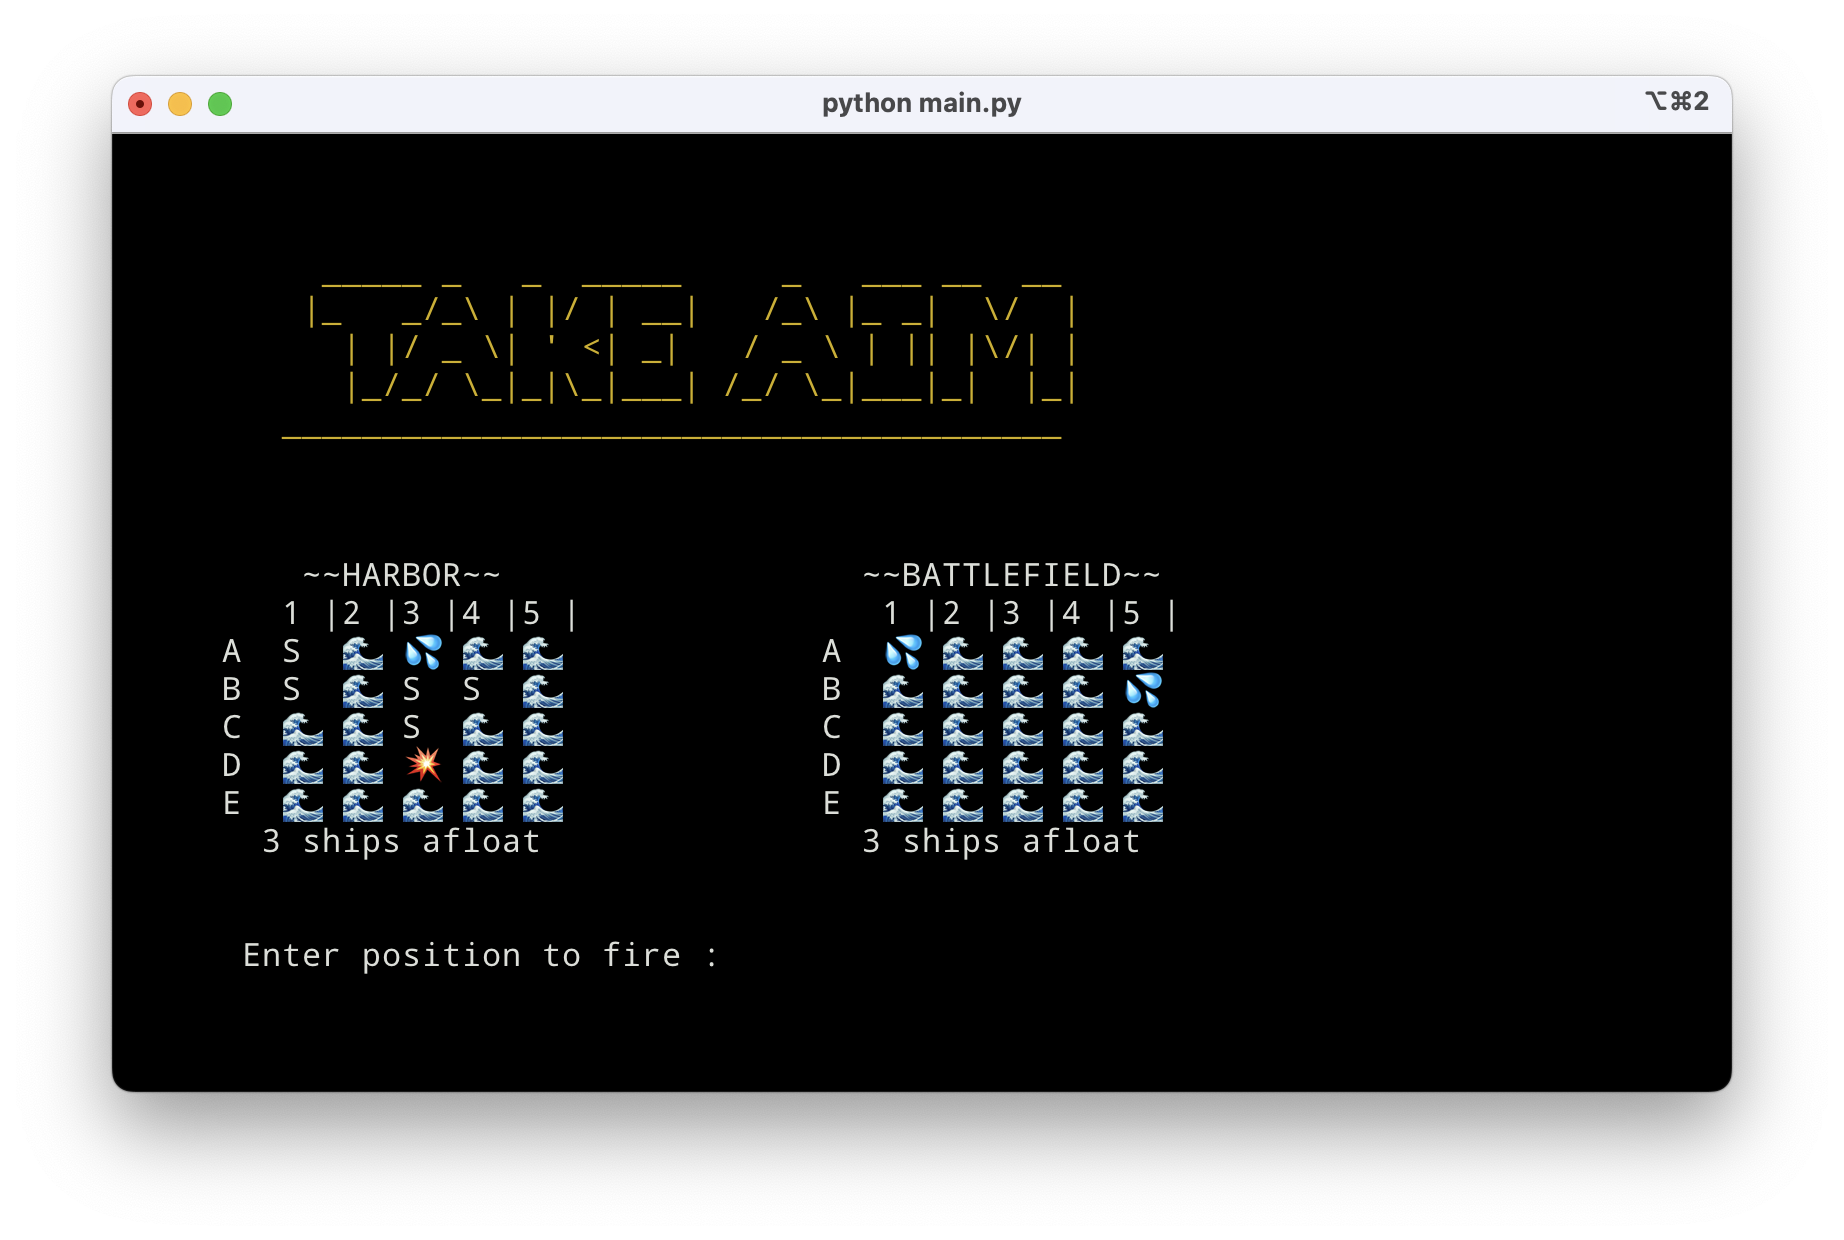 python main.py ⌥⌘2
TAKE AIM
~~HARBOR~~ ~~BATTLEFIELD~~
1 |2 |3 |4 |5 | 1 |2 |3 |4 |5 |
A S 🌊 💦 🌊 🌊 A 💦 🌊 🌊 🌊 🌊
B S 🌊 S S 🌊 B 🌊 🌊 🌊 🌊 💦
C 🌊 🌊 S 🌊 🌊 C 🌊 🌊 🌊 🌊 🌊
D 🌊 🌊 💥 🌊 🌊 D 🌊 🌊 🌊 🌊 🌊
E 🌊 🌊 🌊 🌊 🌊 E 🌊 🌊 🌊 🌊 🌊
3 ships afloat 3 ships afloat
Enter position to fire :